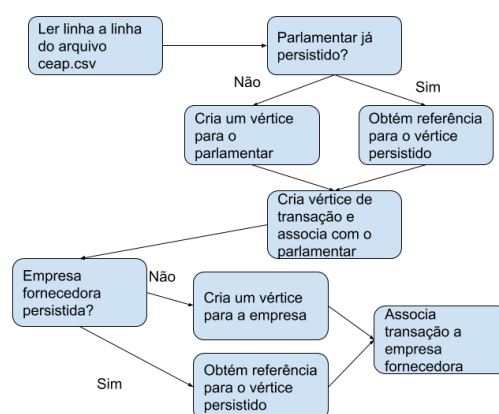 Ler linha a linha
do arquivo
ceap.csv
Parlamentar já
persistido?
Não
Sim
Cria um vértice
para o
parlamentar
Obtém referência
para o vértice
persistido
Cria vértice de
transação e
associa com o
parlamentar
Empresa
fornecedora
persistida?
Não
Cria um vértice
para a empresa
Sim
Obtém referência
para o vértice
persistido
Associa
transação a
empresa
fornecedora